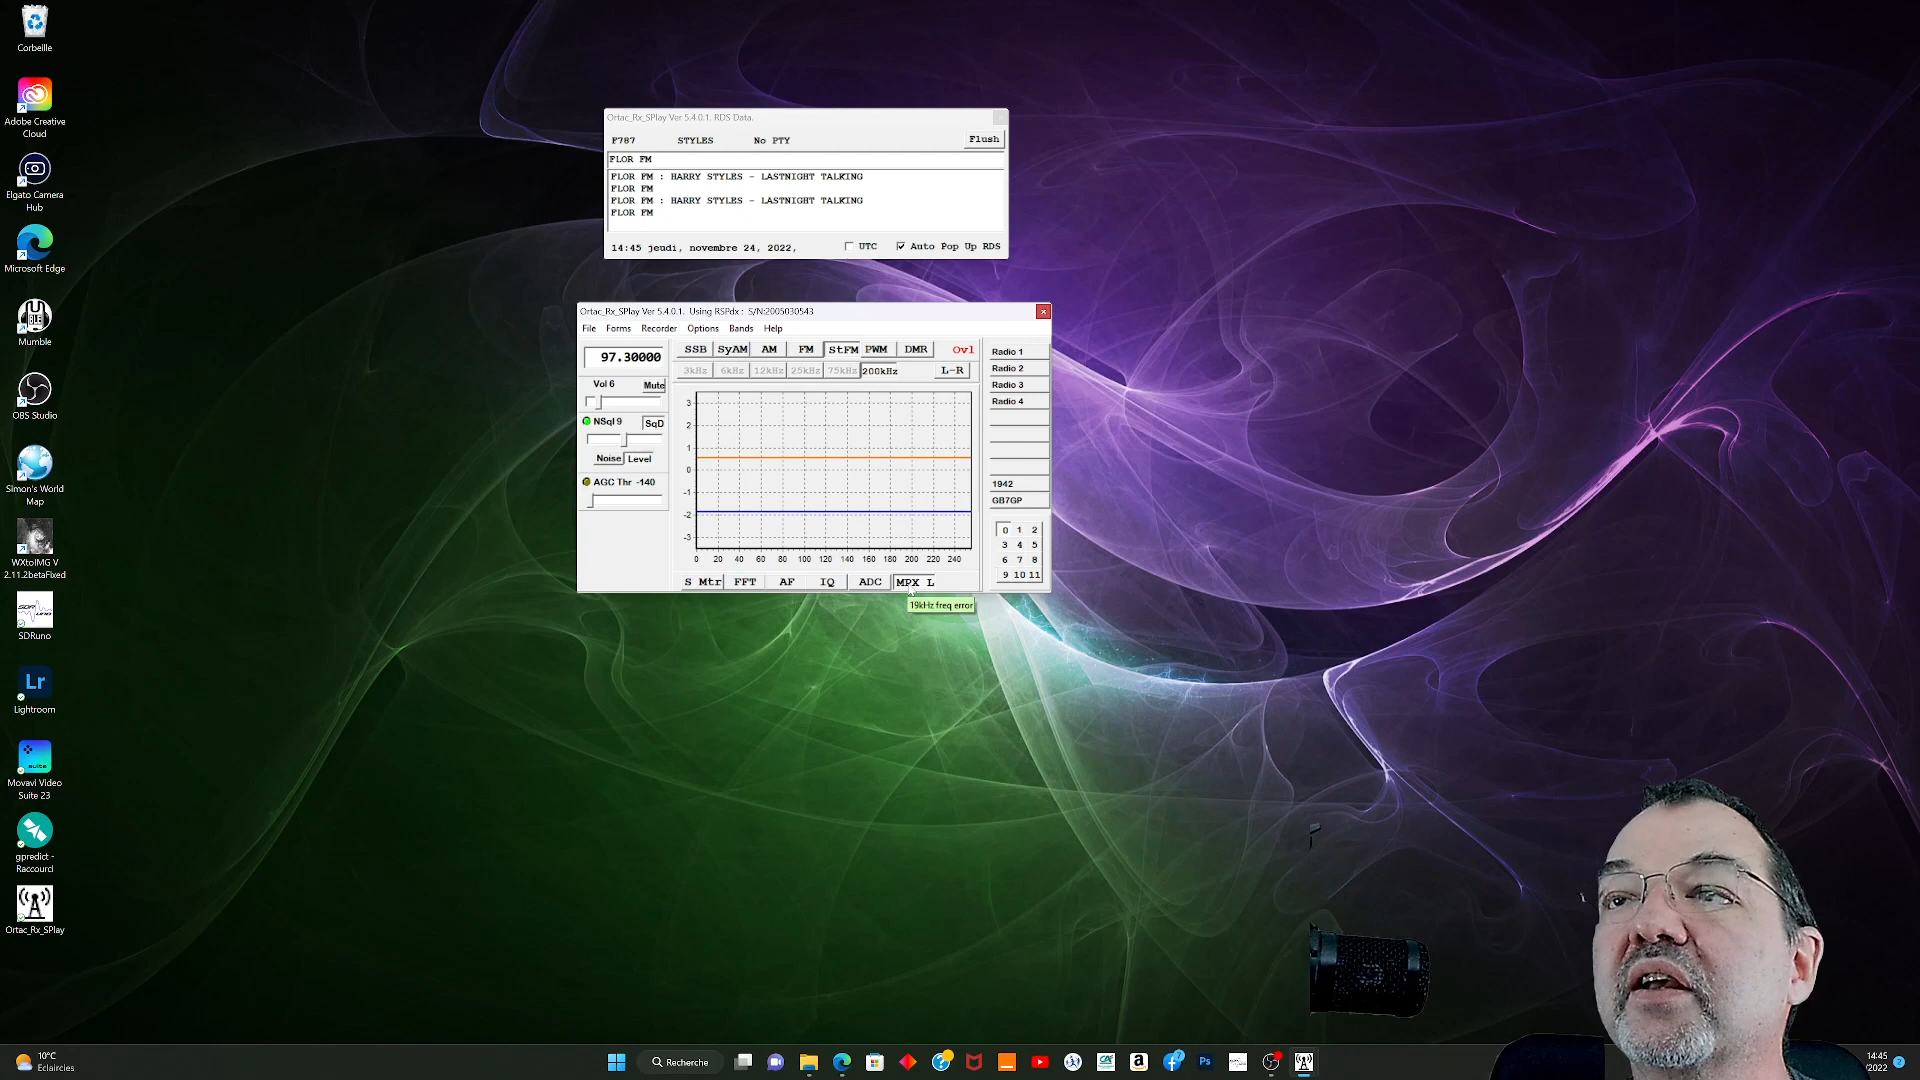 Corbeille
Adobe Creative
Cloud
Elgato Camera
Hub
Microsoft Edge
Mumble
OBS Studio
Simon's World
Map
WXtoIMG V
2.11.2betaFixed
SDRuno
Lr
Lightroom
Movavi Video
Suite 23
gpredict -
Raccourci
Ortac_Rx_SPlay
Ortac_Rx_SPlay Ver 5.4.0.1. RDS Data.
F787 STYLES No PTY Flush
FLOR FM
FLOR FM : HARRY STYLES - LASTNIGHT TALKING
FLOR FM
FLOR FM : HARRY STYLES - LASTNIGHT TALKING
FLOR FM
14:45 jeudi, novembre 24, 2022, UTC Auto Pop Up RDS
Ortac_Rx_SPlay Ver 5.4.0.1. Using RSPdx : S/N:2005030543
File Forms Recorder Options Bands Help
97.30000
Vol 6 Mute
NSql 9 SqD
Noise Level
AGC Thr -140
SSB SyAM AM FM StFM PWM DMR Ovl
3kHz 6kHz 12kHz 25kHz 75kHz 200kHz L-R
3
2
1
0
-1
-2
-3
0 20 40 60 80 100 120 140 160 180 200 220 240
S Mtr FFT AF IQ ADC MPX L
19kHz freq error
Radio 1
Radio 2
Radio 3
Radio 4
1942
GB7GP
0 1 2
3 4 5
6 7 8
9 10 11
10°C
Eclaircies
Recherche
7
Ps
14:45
/2022
2